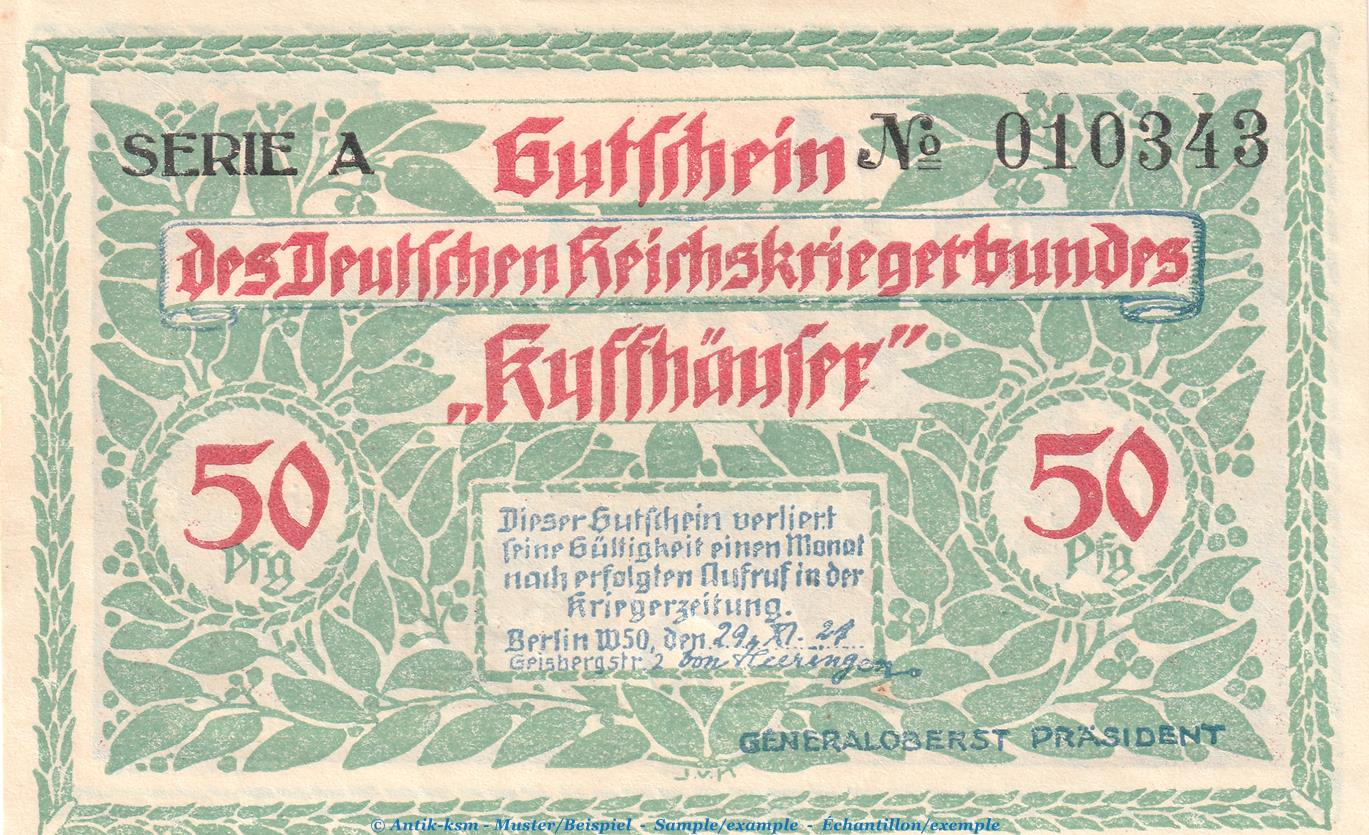 SERIE A Gutschein № 010343
des Deutschen Reichskriegerbundes
„Kyffhäuser”
50 Pfg
50 Pfg
Dieser Gutschein verliert
seine Gültigkeit einen Monat
nach erfolgten Aufruf in der
Kriegerzeitung.
Berlin W50, den 29. XI. 21
Geisbergstr. 2 von Heeringen.
GENERALOBERST PRÄSIDENT
J.v.K
© Antik-ksm - Muster/Beispiel - Sample/example - Échantillon/exemple